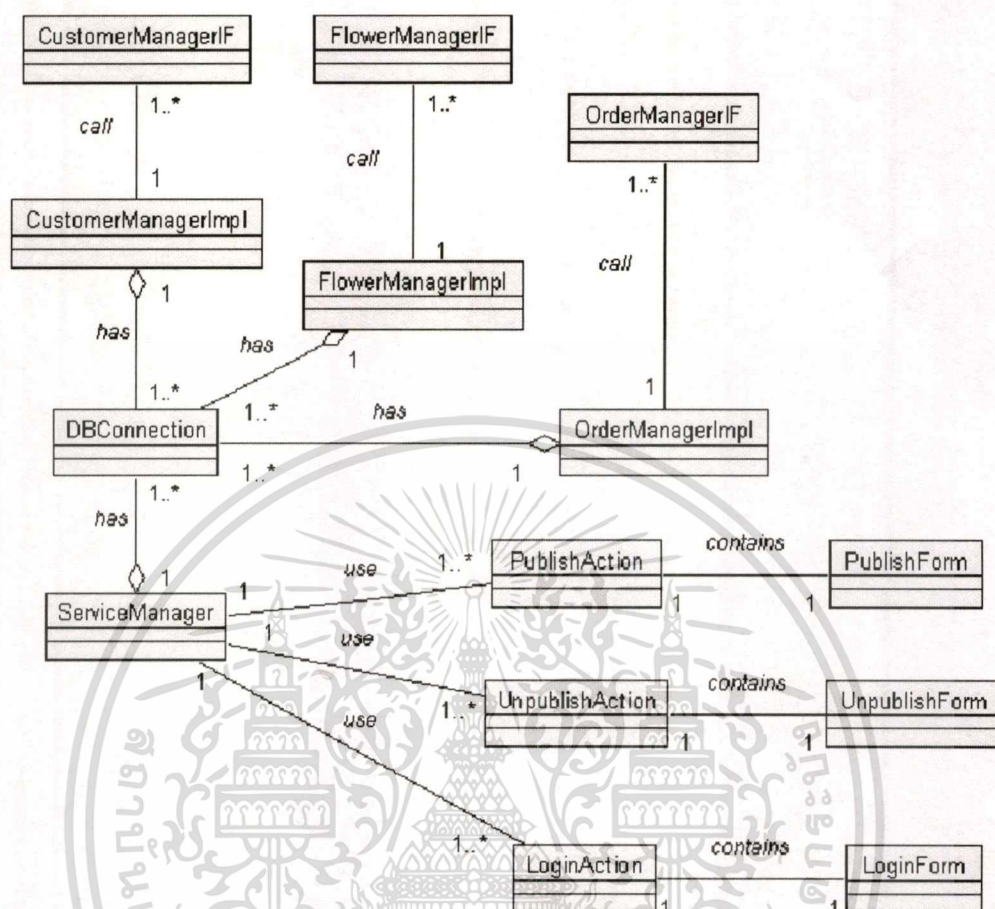 CustomerManagerIF
FlowerManagerIF
1..*
1..*
OrderManagerIF
call
call
1..*
1
CustomerManagerImpl
1
call
FlowerManagerImpl
1
has
has
1
1..*
1..*
has
1
DBConnection
OrderManagerImpl
1..*
1..*
1
has
1
use
1..*
PublishAction
contains
PublishForm
ServiceManager
1
1
1
1
use
1
use
1..*
UnpublishAction
contains
UnpublishForm
1
1
1..*
LoginAction
contains
LoginForm
1
1